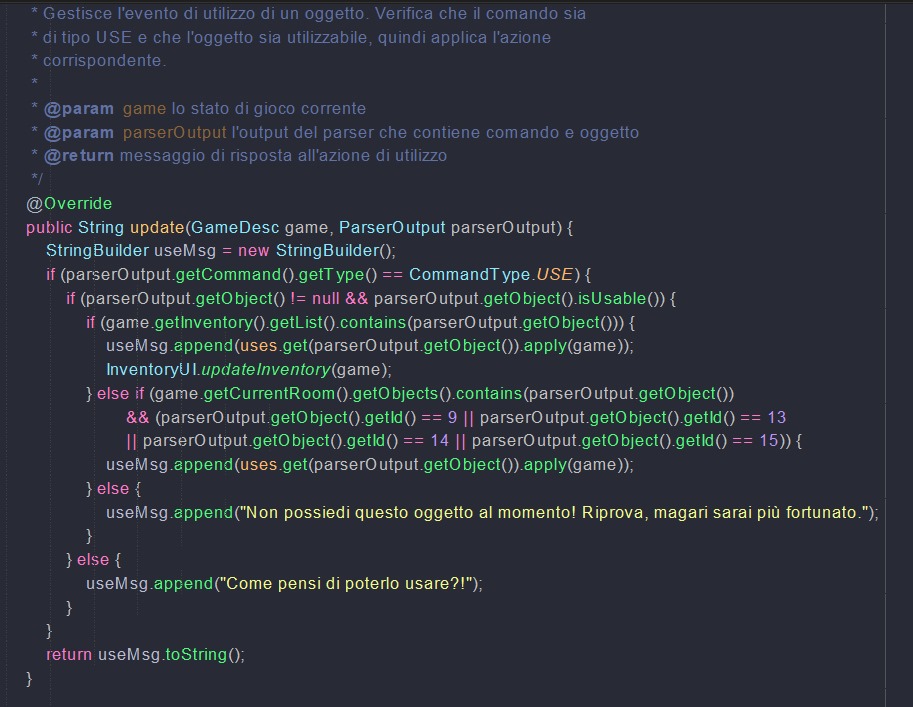 * Gestisce l'evento di utilizzo di un oggetto. Verifica che il comando sia
* di tipo USE e che l'oggetto sia utilizzabile, quindi applica l'azione
* corrispondente.
*
* @param game lo stato di gioco corrente
* @param parserOutput l'output del parser che contiene comando e oggetto
* @return messaggio di risposta all'azione di utilizzo
*/
@Override
public String update(GameDesc game, ParserOutput parserOutput) {
StringBuilder useMsg = new StringBuilder();
if (parserOutput.getCommand().getType() == CommandType.USE) {
if (parserOutput.getObject() != null && parserOutput.getObject().isUsable()) {
if (game.getInventory().getList().contains(parserOutput.getObject())) {
useMsg.append(uses.get(parserOutput.getObject()).apply(game));
InventoryUI.updateInventory(game);
} else if (game.getCurrentRoom().getObjects().contains(parserOutput.getObject())
&& (parserOutput.getObject().getId() == 9 || parserOutput.getObject().getId() == 13
|| parserOutput.getObject().getId() == 14 || parserOutput.getObject().getId() == 15)) {
useMsg.append(uses.get(parserOutput.getObject()).apply(game));
} else {
useMsg.append("Non possiedi questo oggetto al momento! Riprova, magari sarai più fortunato.");
}
} else {
useMsg.append("Come pensi di poterlo usare?!");
}
}
return useMsg.toString();
}